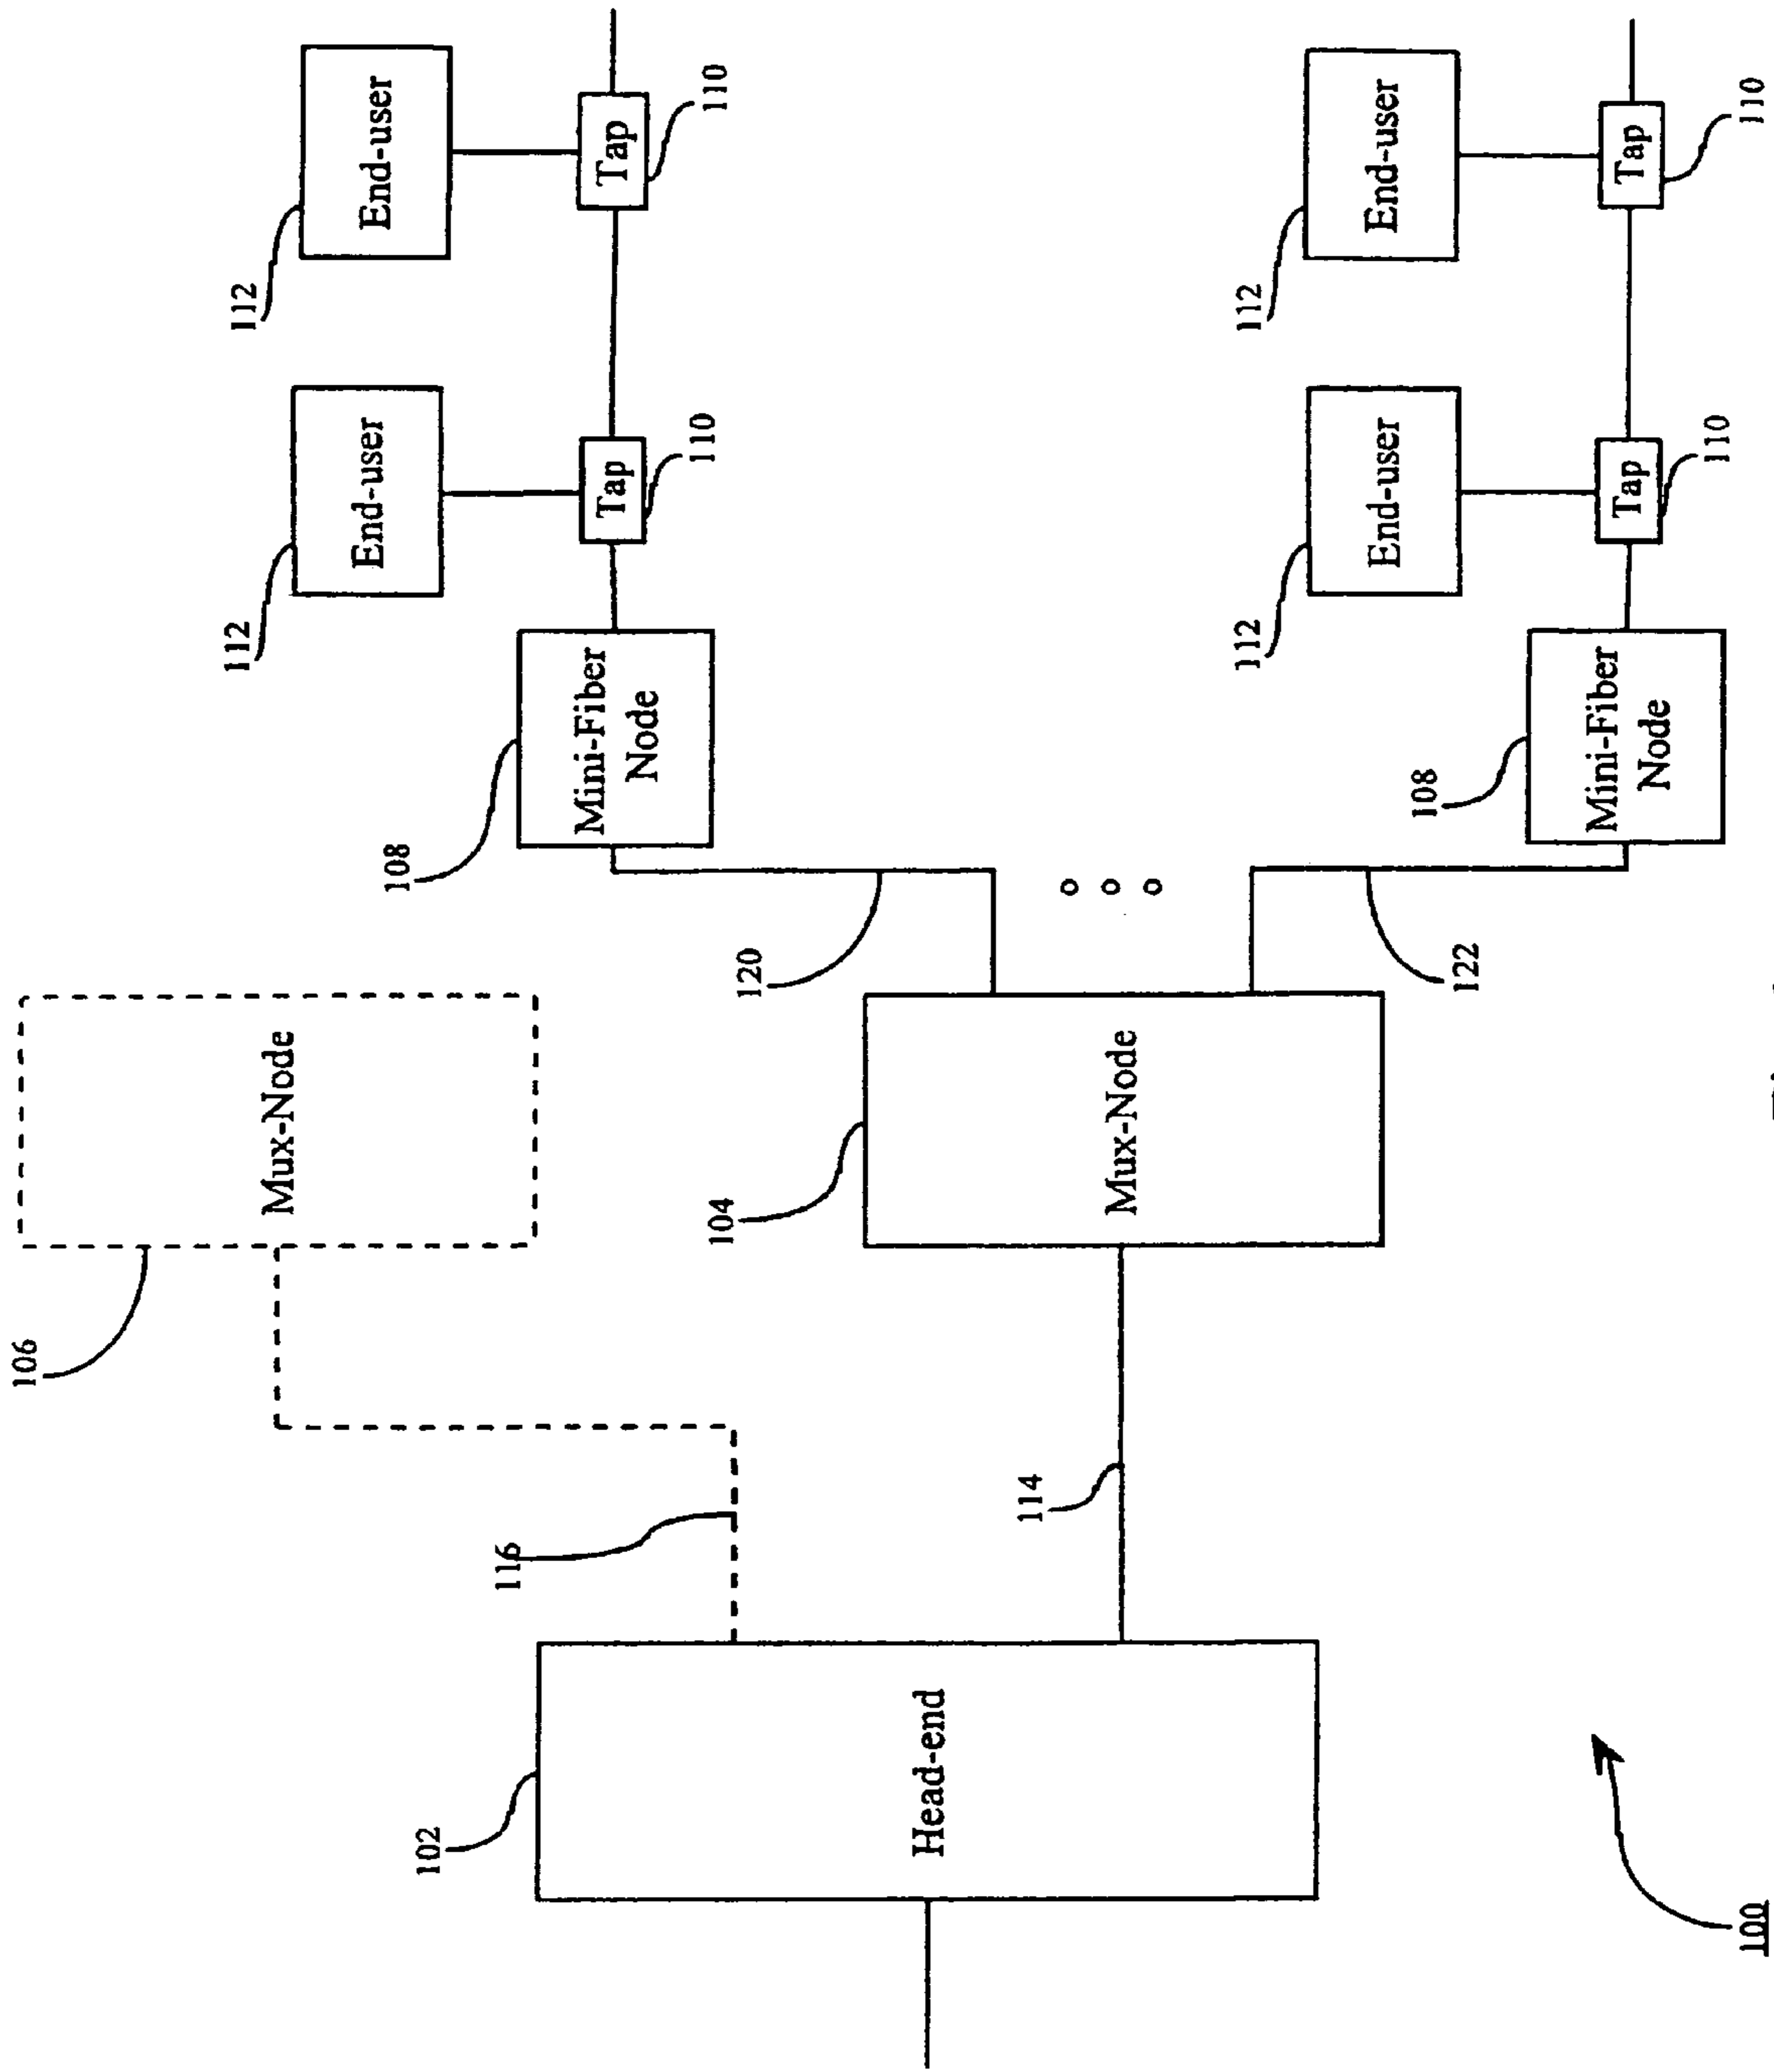 106
Mux-Node
112
End-user
112
End-user
Tap
110
Tap
110
108
Mini-Fiber
Node
116
120
102
Head-end
114
104
Mux-Node
122
112
End-user
112
End-user
Tap
110
Tap
110
108
Mini-Fiber
Node
100